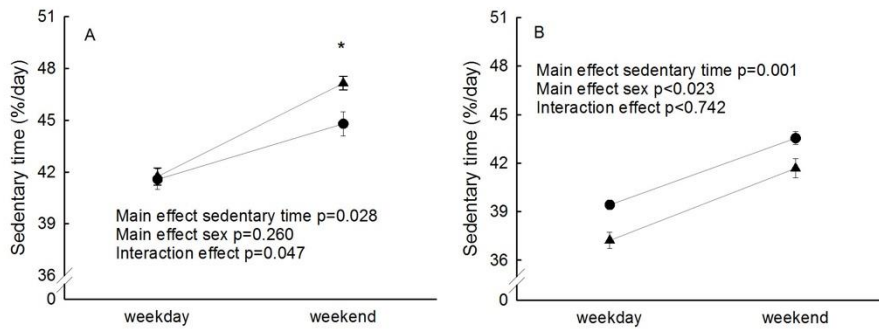 51
A
*
48
45
42
39
36
0
Sedentary time (%/day)
Main effect sedentary time p=0.028
Main effect sex p=0.260
Interaction effect p=0.047
weekday
weekend
51
B
48
45
42
39
36
0
Sedentary time (%/day)
Main effect sedentary time p=0.001
Main effect sex p<0.023
Interaction effect p<0.742
weekday
weekend